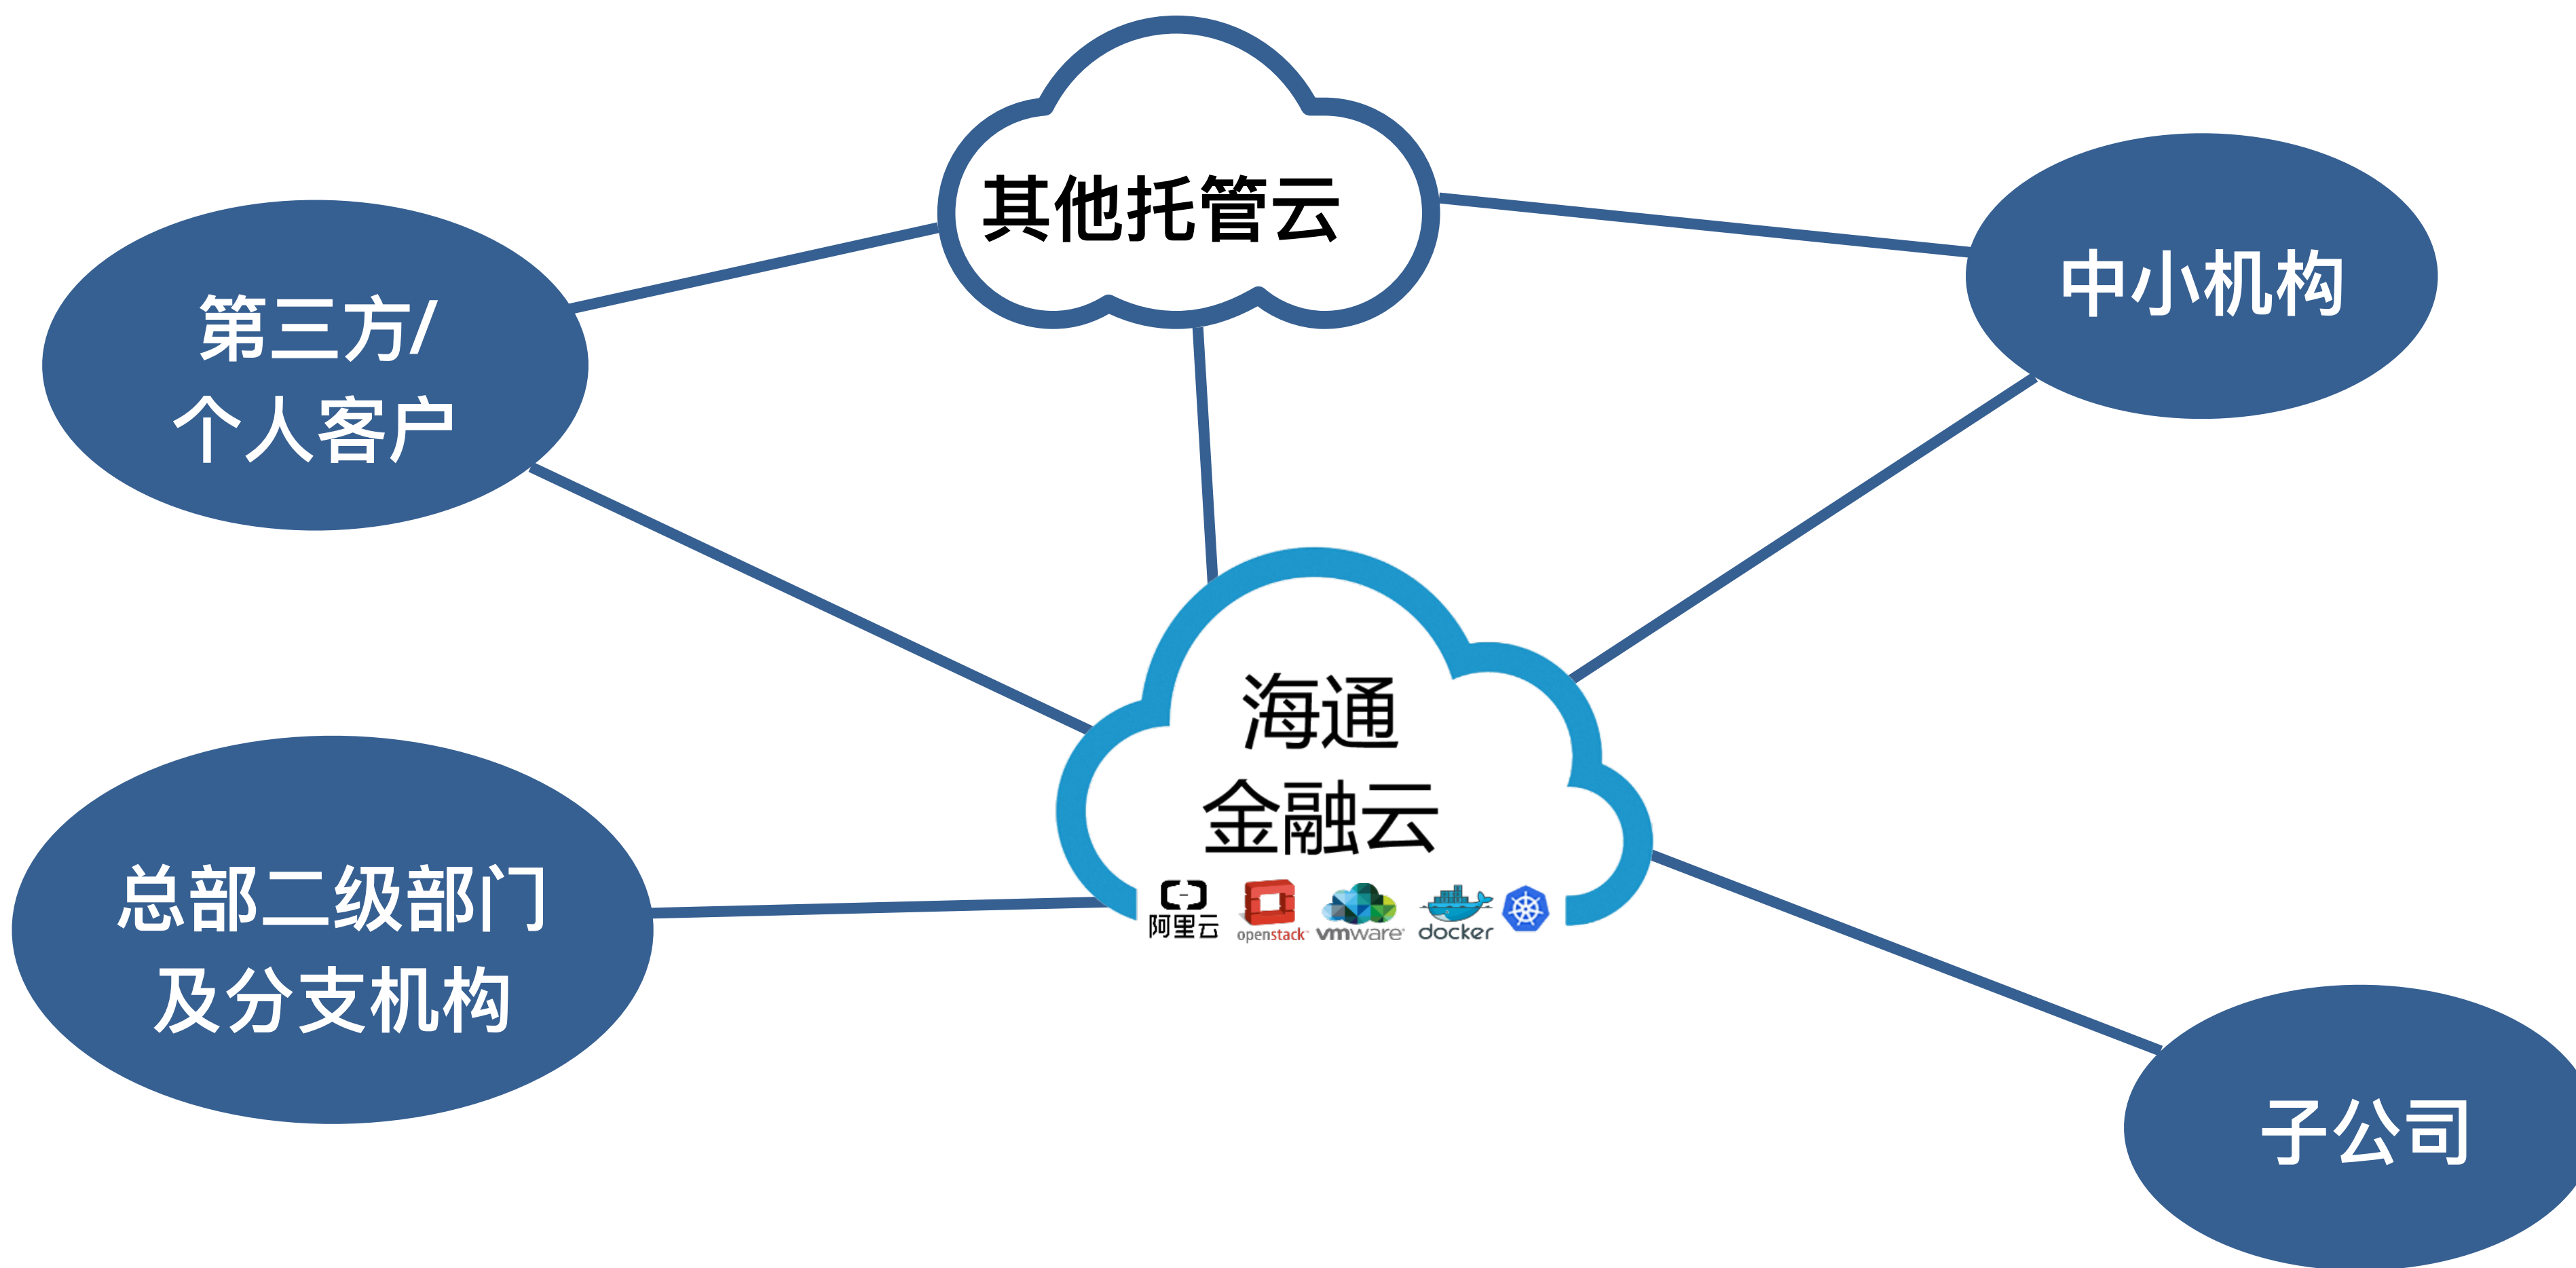 其他托管云
中小机构
第三方/
个人客户
海通
金融云
总部二级部门
及分支机构
阿里云
openstack
vmware
docker
子公司